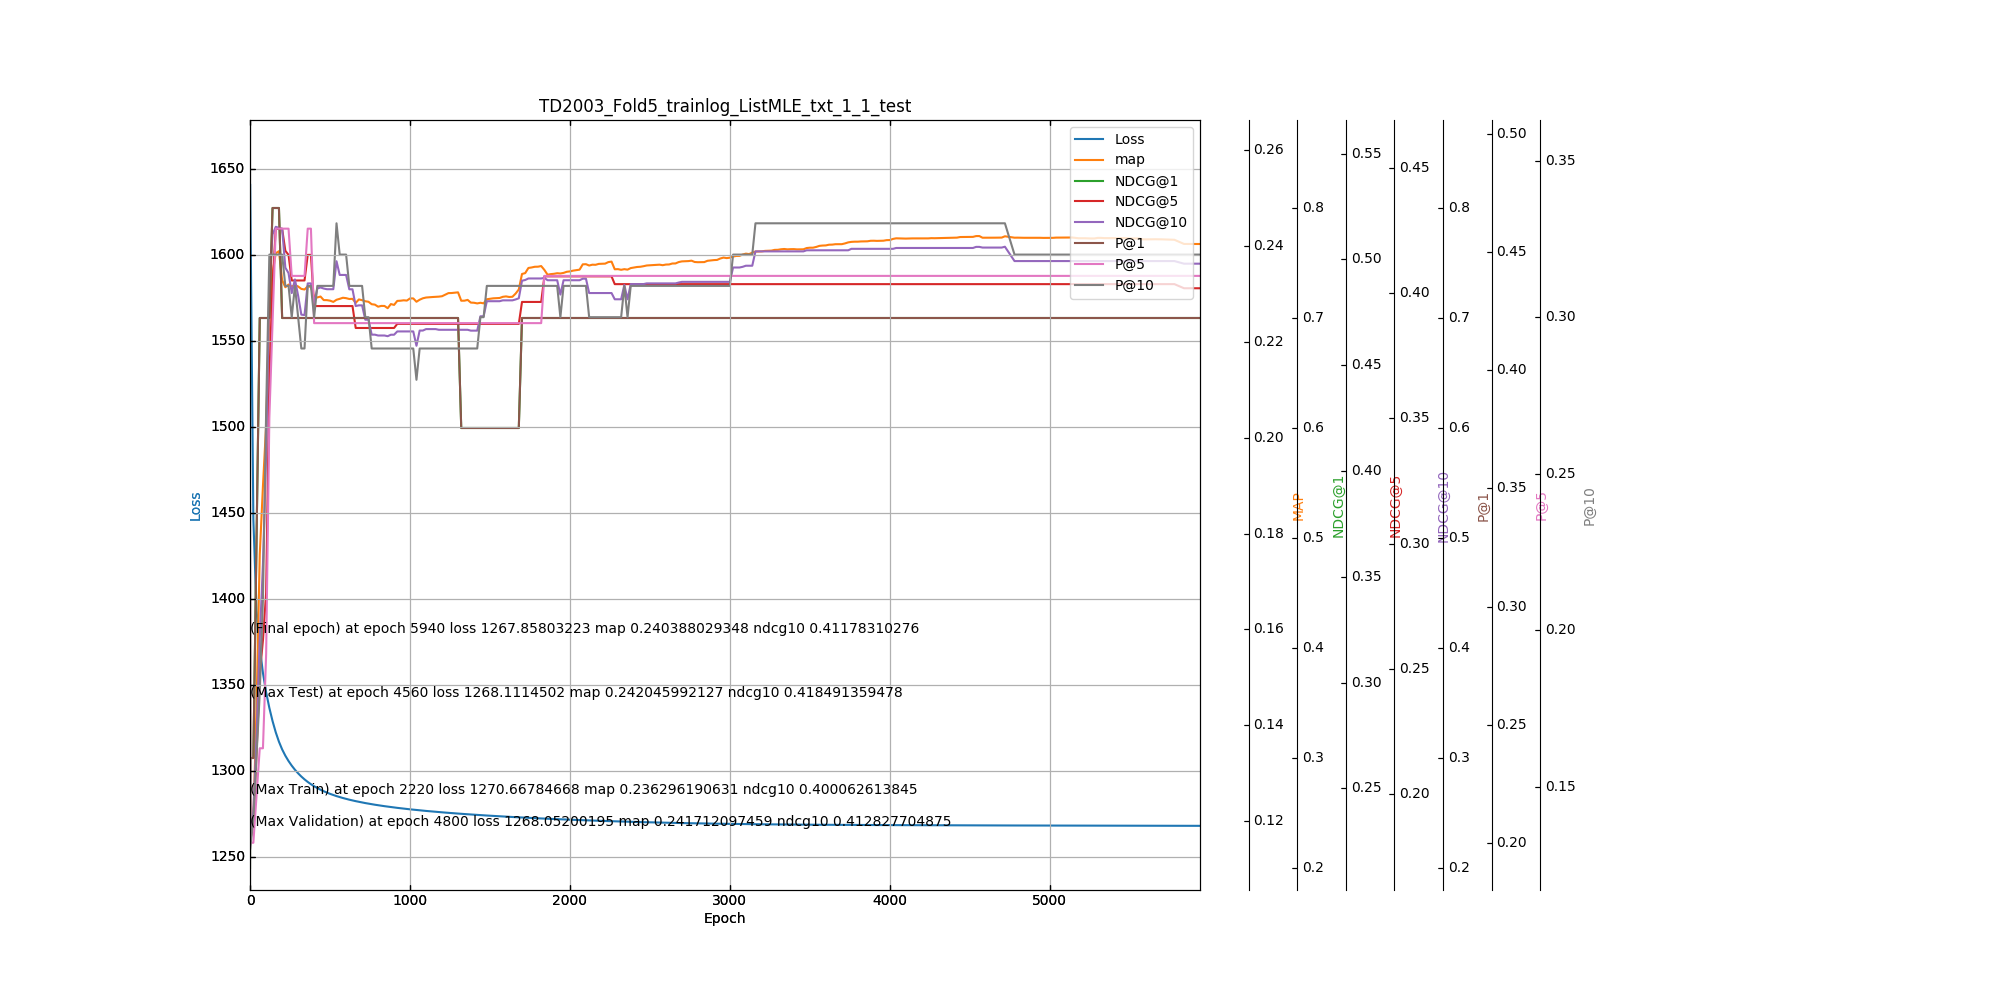 TD2003_Fold5_trainlog_ListMLE_txt_1_1_test
Loss
map
NDCG@1
NDCG@5
NDCG@10
P@1
P@5
P@10
1650
1600
1550
1500
1450
1400
1350
1300
1250
Loss
(Final epoch) at epoch 5940 loss 1267.85803223 map 0.240388029348 ndcg10 0.41178310276
(Max Test) at epoch 4560 loss 1268.1114502 map 0.242045992127 ndcg10 0.418491359478
(Max Train) at epoch 2220 loss 1270.66784668 map 0.236296190631 ndcg10 0.400062613845
(Max Validation) at epoch 4800 loss 1268.05200195 map 0.241712097459 ndcg10 0.412827704875
0 1000 2000 3000 4000 5000
Epoch
0.26
0.24
0.22
0.20
0.18
0.16
0.14
0.12
MAP
0.8
0.7
0.6
0.5
0.4
0.3
0.2
NDCG@1
0.55
0.50
0.45
0.40
0.35
0.30
0.25
NDCG@5
0.45
0.40
0.35
0.30
0.25
0.20
NDCG@10
0.8
0.7
0.6
0.5
0.4
0.3
0.2
P@1
0.50
0.45
0.40
0.35
0.30
0.25
0.20
P@5
0.35
0.30
0.25
0.20
0.15
P@10